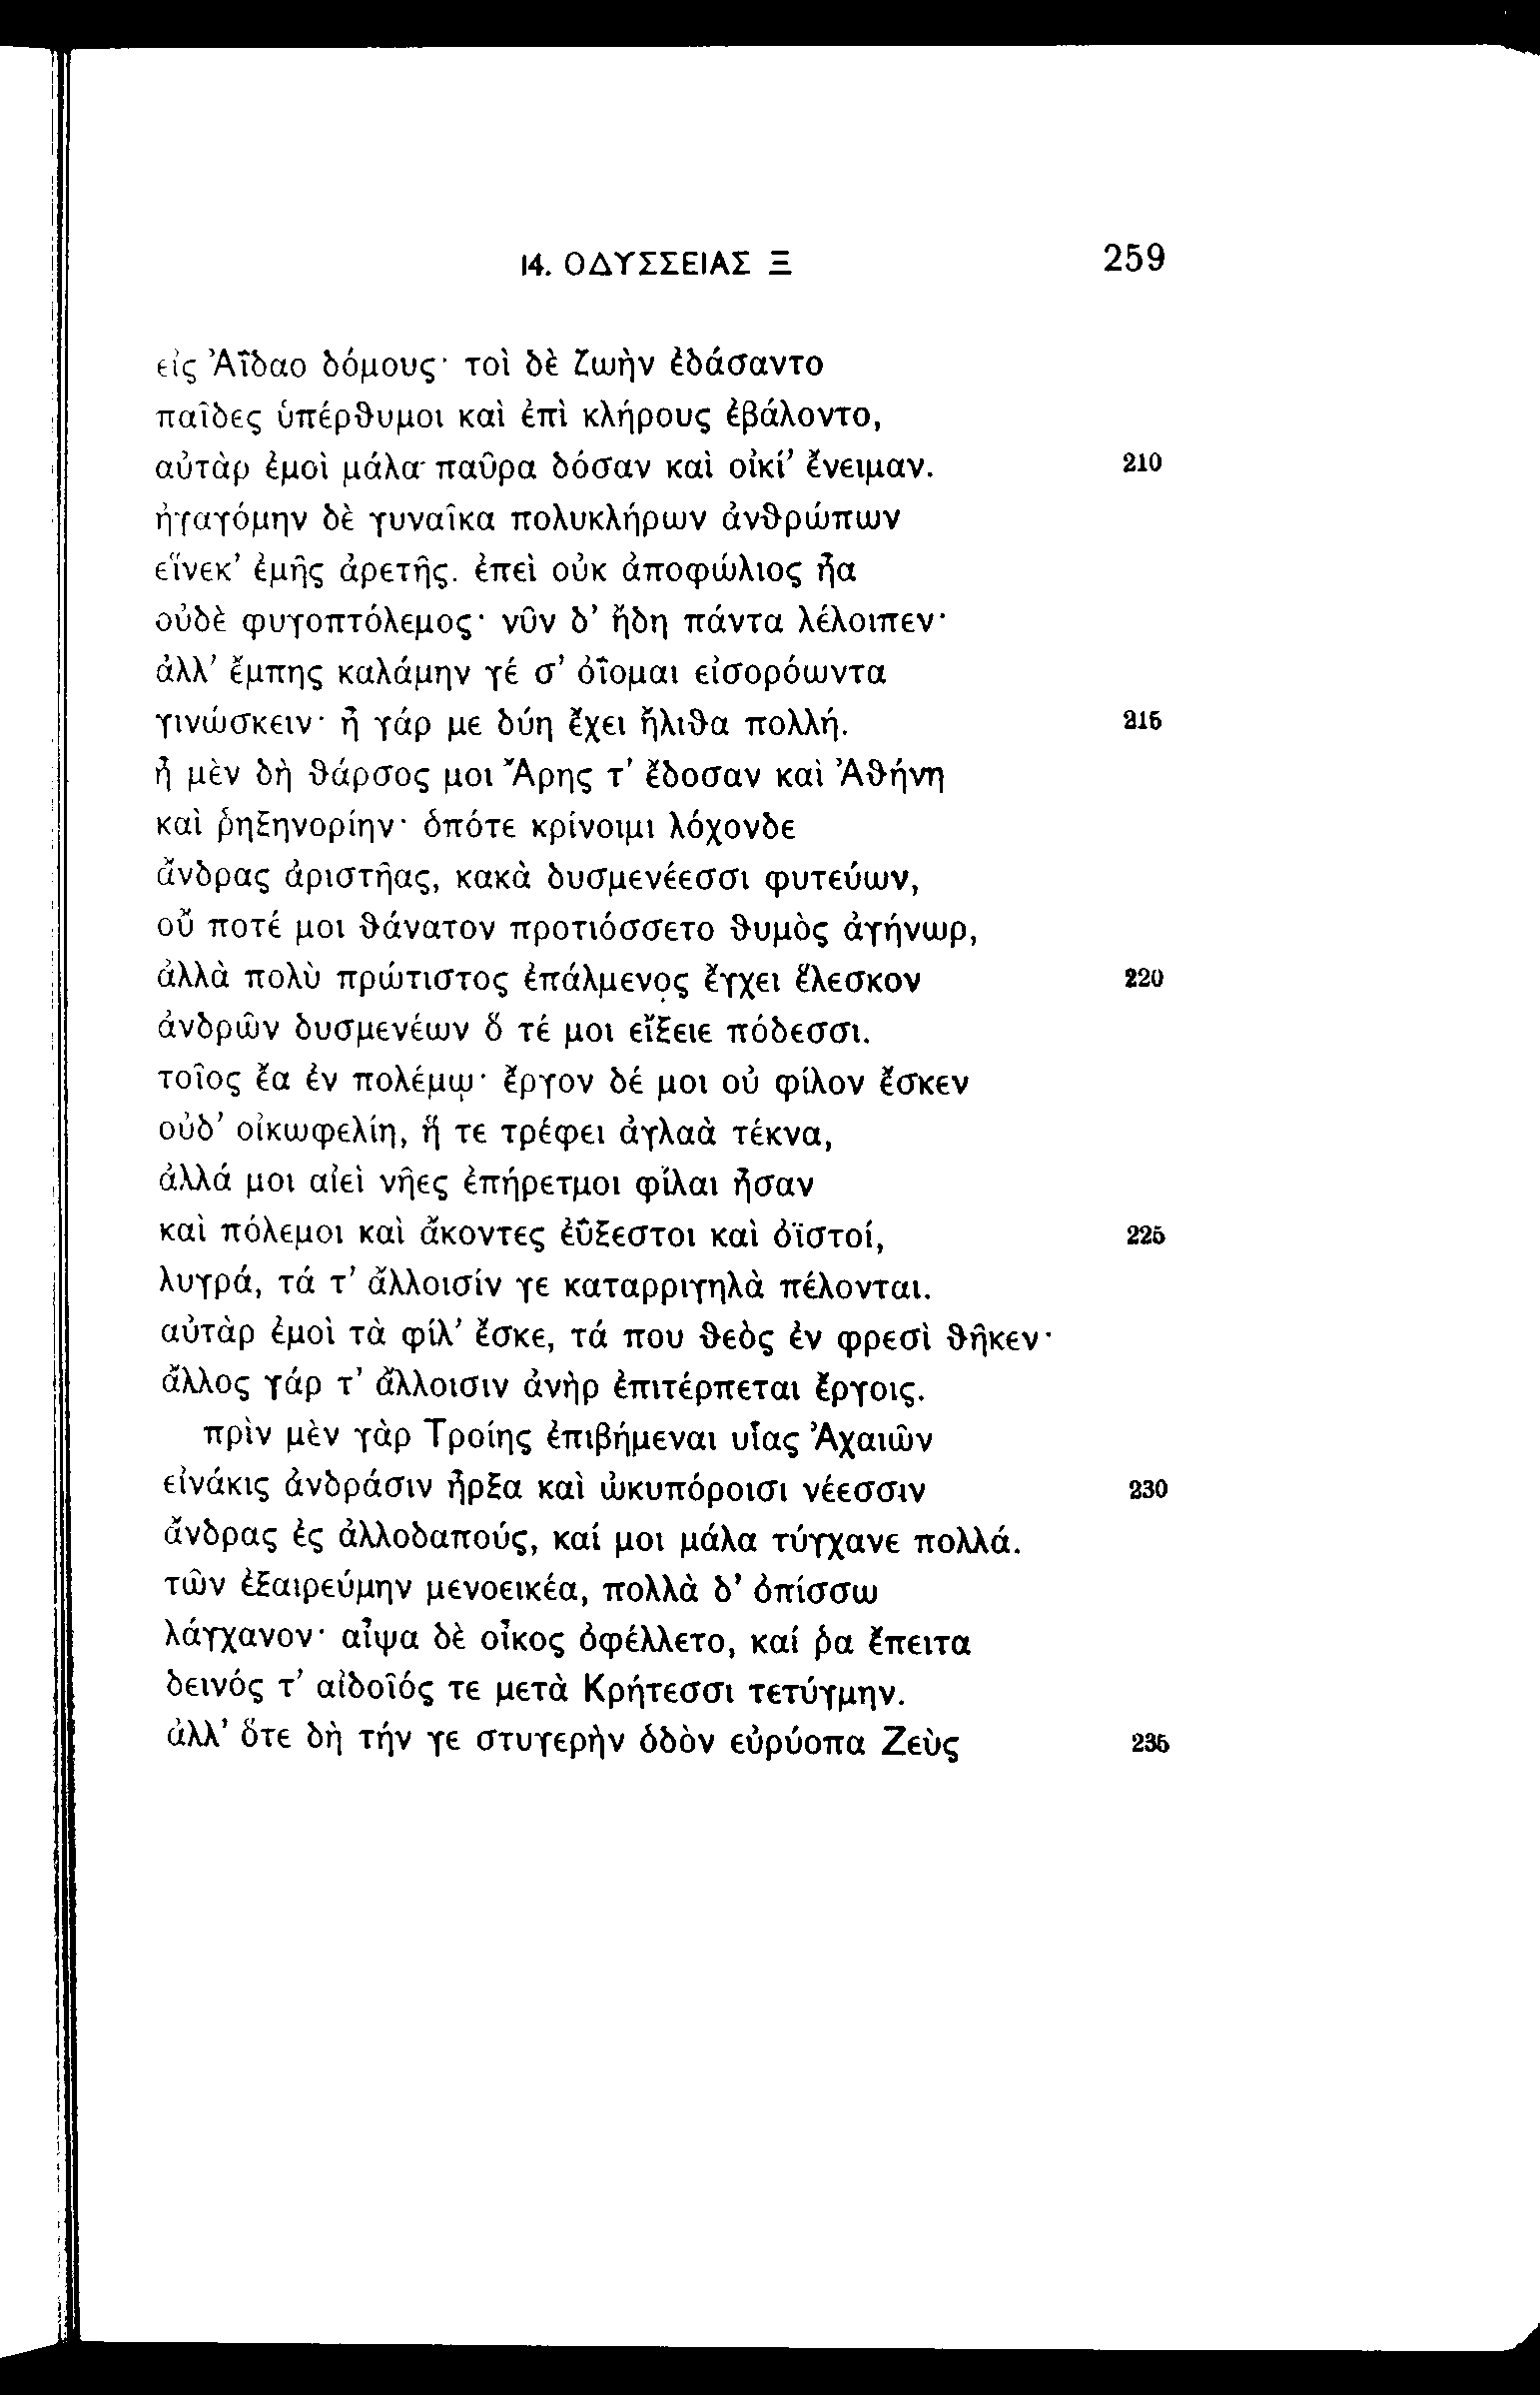 14. ΟΔΥΣΣΕΙΑΣ Ξ 259
εἰς Ἀΐδαο δόμους· τοὶ δὲ ζωὴν ἐδάσαντο
παῖδες ὑπέρθυμοι καὶ ἐπὶ κλήρους ἐβάλοντο,
αὐτὰρ ἐμοὶ μάλα παῦρα δόσαν καὶ οἰκί’ ἔνειμαν. 210
ἠγαγόμην δὲ γυναῖκα πολυκλήρων ἀνθρώπων
εἵνεκ’ ἐμῆς ἀρετῆς. ἐπεὶ οὐκ ἀποφώλιος ἦα
οὐδὲ φυγοπτόλεμος· νῦν δ’ ἤδη πάντα λέλοιπεν·
ἀλλ’ ἔμπης καλάμην γέ σ’ ὀΐομαι εἰσορόωντα
γινώσκειν· ἦ γάρ με δύη ἔχει ἤλιθα πολλή. 215
ἦ μὲν δὴ θάρσος μοι Ἄρης τ’ ἔδοσαν καὶ Ἀθήνη
καὶ ῥηξηνορίην· ὁπότε κρίνοιμι λόχονδε
ἄνδρας ἀριστῆας, κακὰ δυσμενέεσσι φυτεύων,
οὔ ποτέ μοι θάνατον προτιόσσετο θυμὸς ἀγήνωρ,
ἀλλὰ πολὺ πρώτιστος ἐπάλμενος ἔγχει ἕλεσκον 220
ἀνδρῶν δυσμενέων ὅ τέ μοι εἴξειε πόδεσσι.
τοῖος ἔα ἐν πολέμῳ· ἔργον δέ μοι οὐ φίλον ἔσκεν
οὐδ’ οἰκωφελίη, ἥ τε τρέφει ἀγλαὰ τέκνα,
ἀλλά μοι αἰεὶ νῆες ἐπήρετμοι φίλαι ἦσαν
καὶ πόλεμοι καὶ ἄκοντες ἐΰξεστοι καὶ ὀϊστοί, 225
λυγρά, τά τ’ ἄλλοισίν γε καταρριγηλὰ πέλονται.
αὐτὰρ ἐμοὶ τὰ φίλ’ ἔσκε, τά που θεὸς ἐν φρεσὶ θῆκεν·
ἄλλος γάρ τ’ ἄλλοισιν ἀνὴρ ἐπιτέρπεται ἔργοις.
πρὶν μὲν γὰρ Τροίης ἐπιβήμεναι υἷας Ἀχαιῶν
εἰνάκις ἀνδράσιν ἦρξα καὶ ὠκυπόροισι νέεσσιν 230
ἄνδρας ἐς ἀλλοδαπούς, καί μοι μάλα τύγχανε πολλά.
τῶν ἐξαιρεύμην μενοεικέα, πολλὰ δ’ ὀπίσσω
λάγχανον· αἶψα δὲ οἶκος ὀφέλλετο, καί ῥα ἔπειτα
δεινός τ’ αἰδοῖός τε μετὰ Κρήτεσσι τετύγμην.
ἀλλ’ ὅτε δὴ τήν γε στυγερὴν ὁδὸν εὐρύοπα Ζεὺς 235